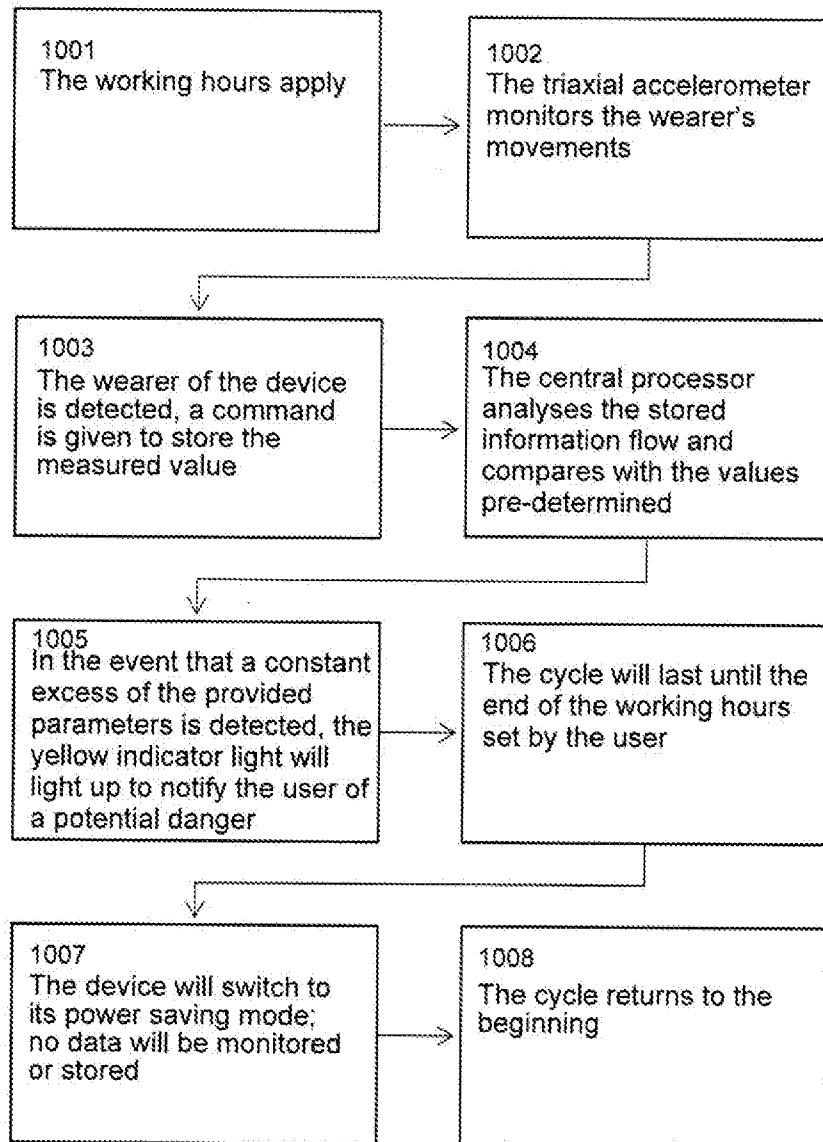 1001
The working hours apply
1002
The triaxial accelerometer
monitors the wearer's
movements
1003
The wearer of the device
is detected, a command
is given to store the
measured value
1004
The central processor
analyses the stored
information flow and
compares with the values
pre-determined
1005
In the event that a constant
excess of the provided
parameters is detected, the
yellow indicator light will
light up to notify the user of
a potential danger
1006
The cycle will last until the
end of the working hours
set by the user
1007
The device will switch to
its power saving mode;
no data will be monitored
or stored
1008
The cycle returns to the
beginning